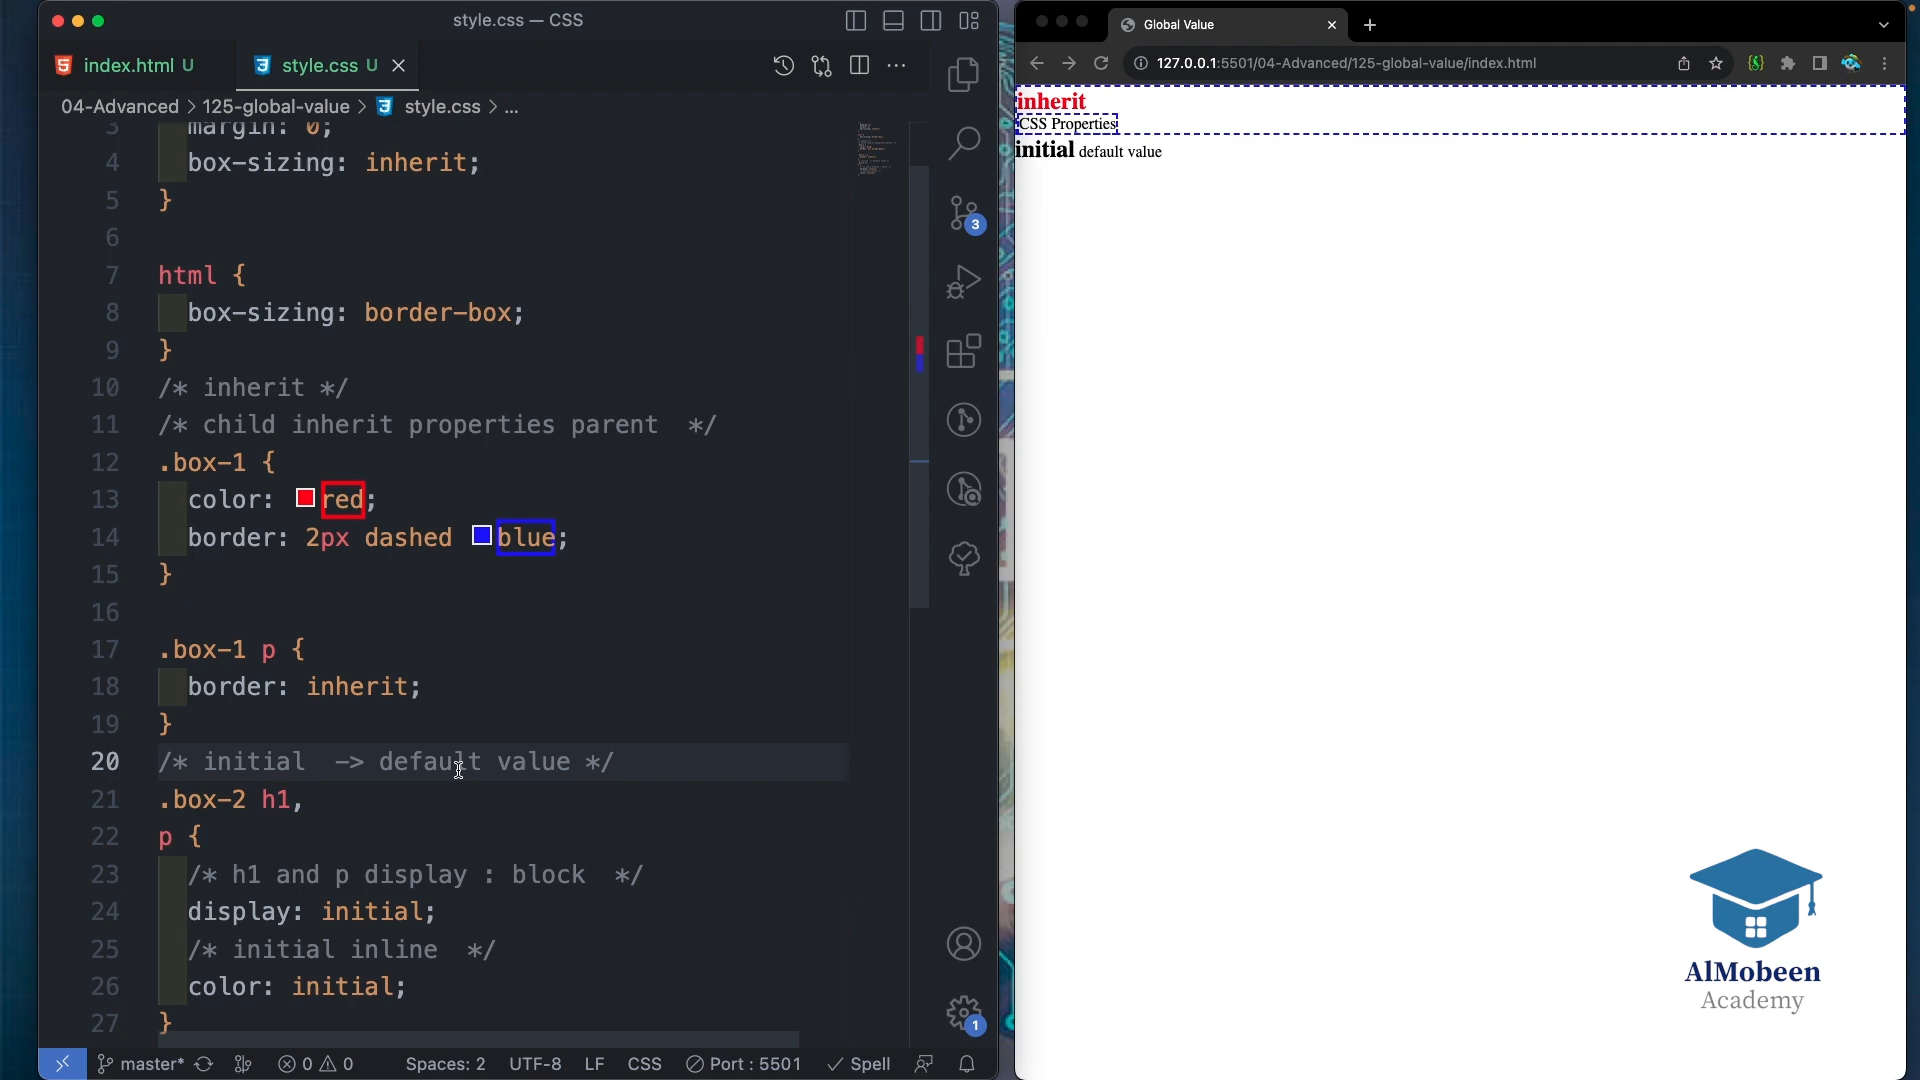 style.css — CSS
index.html U
style.css U
04-Advanced > 125-global-value > style.css > ...
3 margin: 0;
4 box-sizing: inherit;
5 }
6
7 html {
8 box-sizing: border-box;
9 }
10 /* inherit */
11 /* child inherit properties parent  */
12 .box-1 {
13 color: red;
14 border: 2px dashed blue;
15 }
16
17 .box-1 p {
18 border: inherit;
19 }
20 /* initial  -> default value */
21 .box-2 h1,
22 p {
23 /* h1 and p display : block  */
24 display: initial;
25 /* initial inline  */
26 color: initial;
27 }
3
1
master* 0 0 Spaces: 2 UTF-8 LF CSS Port : 5501 Spell
Global Value
127.0.0.1:5501/04-Advanced/125-global-value/index.html
inherit
CSS Properties
initial default value
AlMobeen
Academy